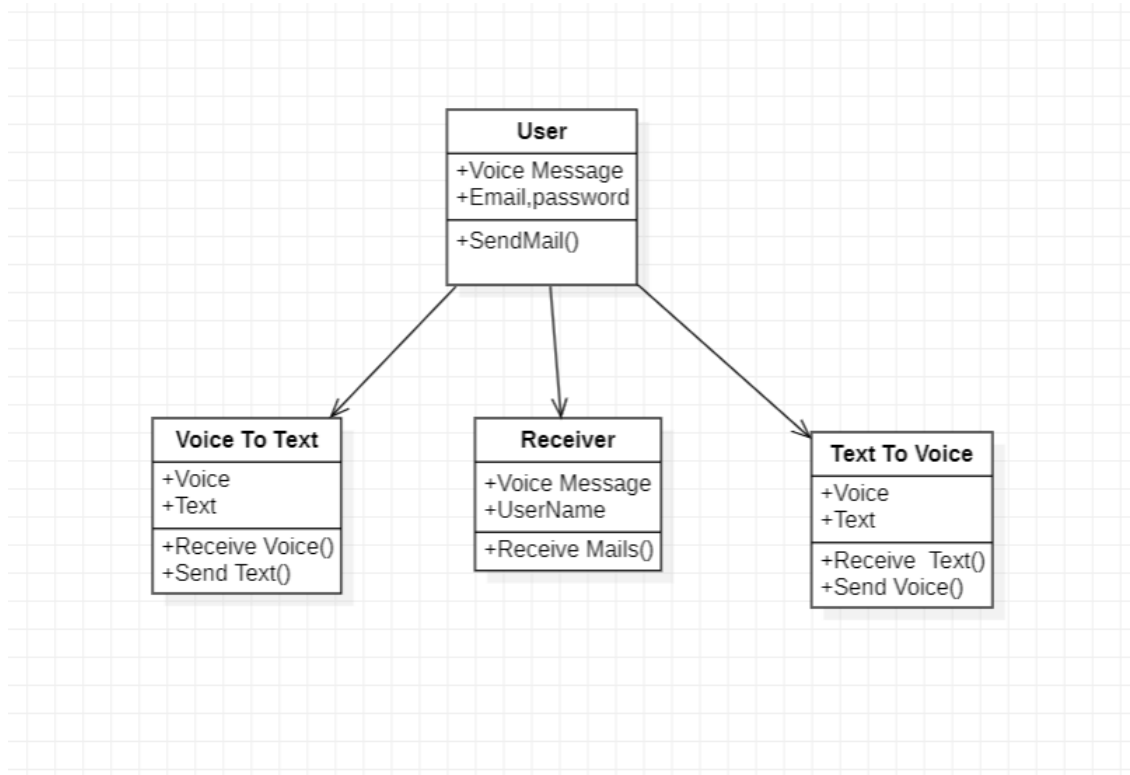 User
+Voice Message
+Email,password
+SendMail()
Voice To Text
+Voice
+Text
+Receive Voice()
+Send Text()
Receiver
+Voice Message
+UserName
+Receive Mails()
Text To Voice
+Voice
+Text
+Receive  Text()
+Send Voice()